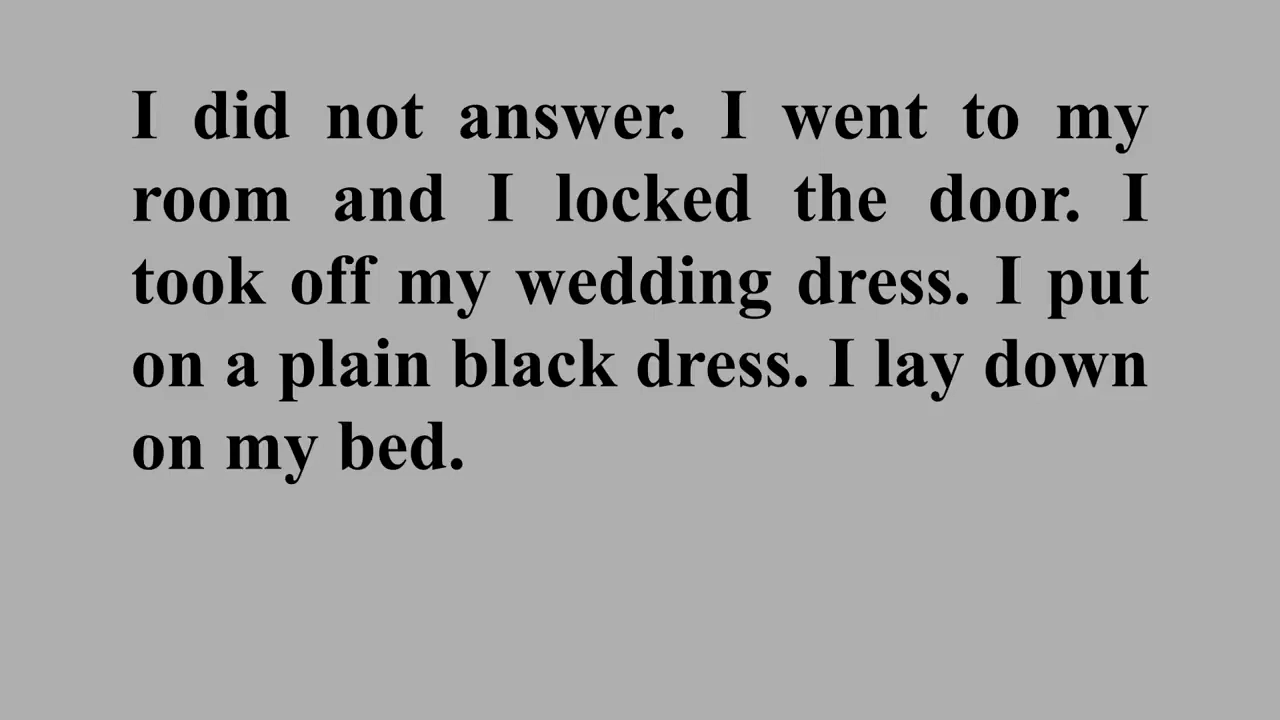 I did not answer. I went to my
room and I locked the door. I
took off my wedding dress. I put
on a plain black dress. I lay down
on my bed.